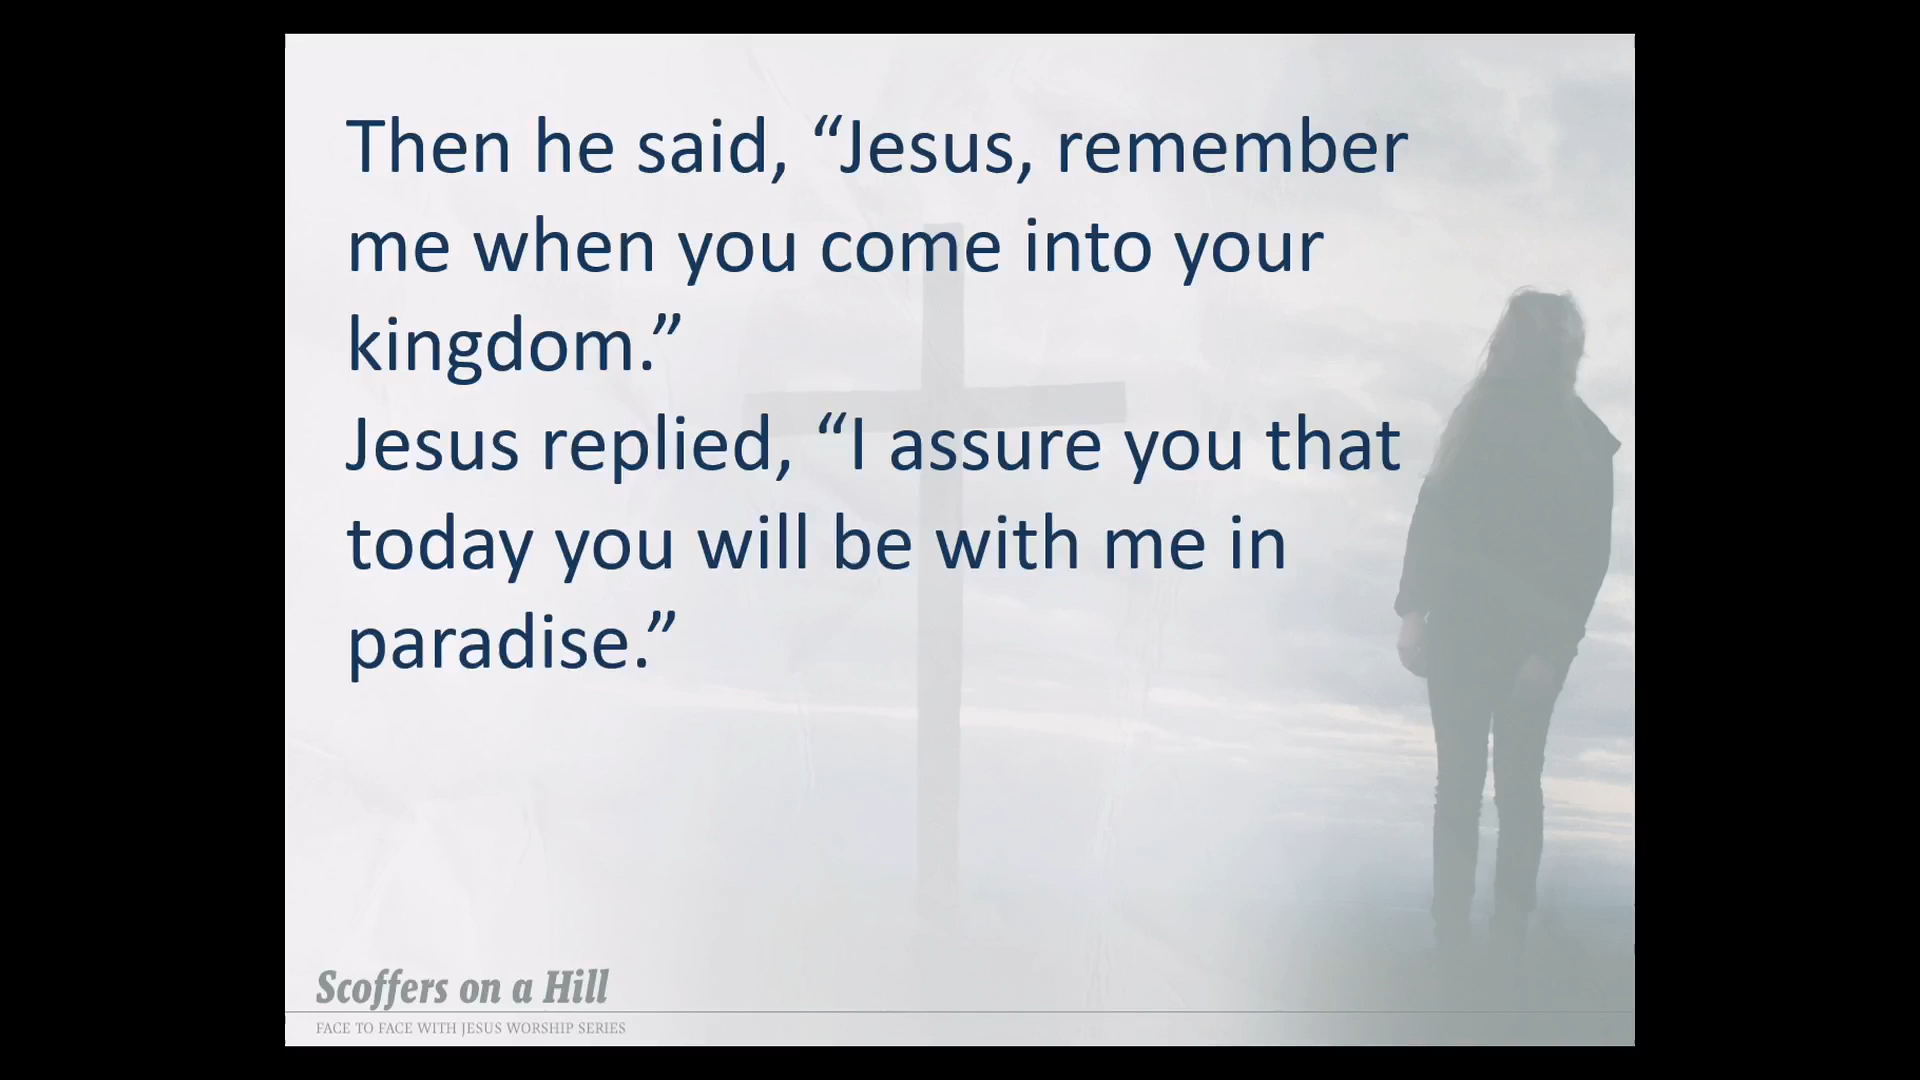 Then he said, “Jesus, remember
me when you come into your
kingdom.”
Jesus replied, “I assure you that
today you will be with me in
paradise.”
Scoffers on a Hill
FACE TO FACE WITH JESUS WORSHIP SERIES